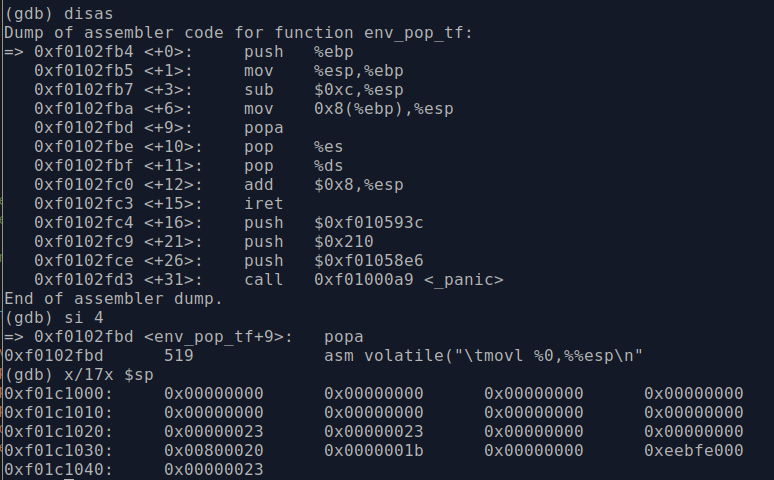 (gdb) disas
Dump of assembler code for function env_pop_tf:
=> 0xf0102fb4 <+0>:     push   %ebp
   0xf0102fb5 <+1>:     mov    %esp,%ebp
   0xf0102fb7 <+3>:     sub    $0xc,%esp
   0xf0102fba <+6>:     mov    0x8(%ebp),%esp
   0xf0102fbd <+9>:     popa
   0xf0102fbe <+10>:    pop    %es
   0xf0102fbf <+11>:    pop    %ds
   0xf0102fc0 <+12>:    add    $0x8,%esp
   0xf0102fc3 <+15>:    iret
   0xf0102fc4 <+16>:    push   $0xf010593c
   0xf0102fc9 <+21>:    push   $0x210
   0xf0102fce <+26>:    push   $0xf01058e6
   0xf0102fd3 <+31>:    call   0xf01000a9 <_panic>
End of assembler dump.
(gdb) si 4
=> 0xf0102fbd <env_pop_tf+9>:   popa
0xf0102fbd      519             asm volatile("\tmovl %0,%%esp\n"
(gdb) x/17x $sp
0xf01c1000:     0x00000000      0x00000000      0x00000000      0x00000000
0xf01c1010:     0x00000000      0x00000000      0x00000000      0x00000000
0xf01c1020:     0x00000023      0x00000023      0x00000000      0x00000000
0xf01c1030:     0x00800020      0x0000001b      0x00000000      0xeebfe000
0xf01c1040:     0x00000023